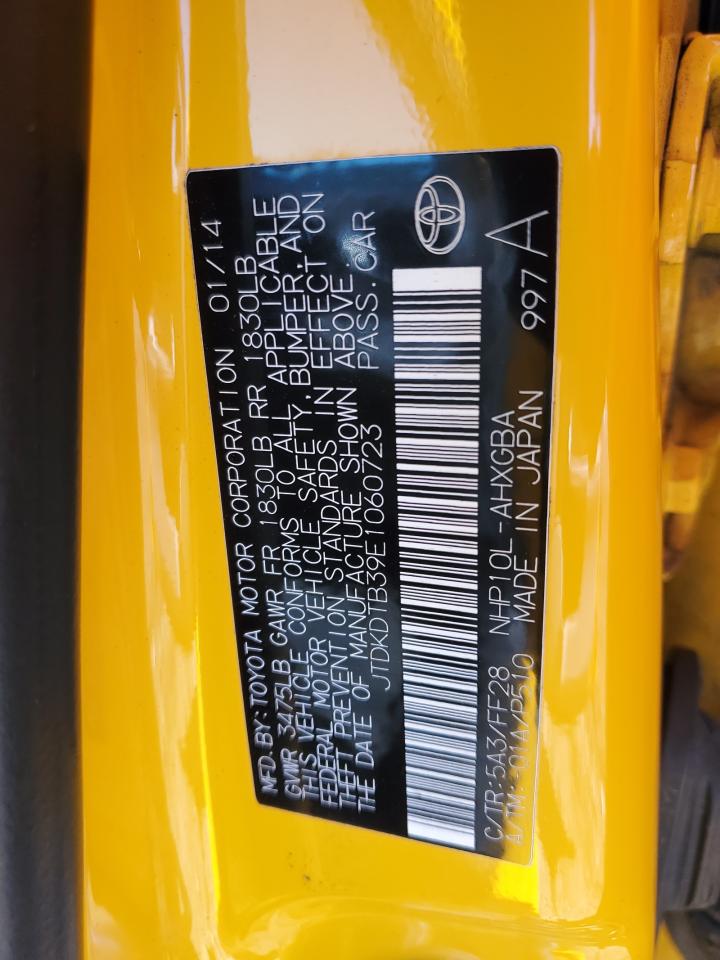 MFD BY:TOYOTA MOTOR CORPORATION 01/14
GVWR 3475LB GAWR FR 1830LB RR 1830LB
THIS VEHICLE CONFORMS TO ALL APPLICABLE
FEDERAL MOTOR VEHICLE SAFETY,BUMPER,AND
THEFT PREVENTION STANDARDS IN EFFECT ON
THE DATE OF MANUFACTURE SHOWN ABOVE.
JTDKDTB39E1060723 PASS.CAR
C/TR:5A3/FF28 NHP10L-AHXGBA
A/TM:-01A/P510 MADE IN JAPAN 997 A